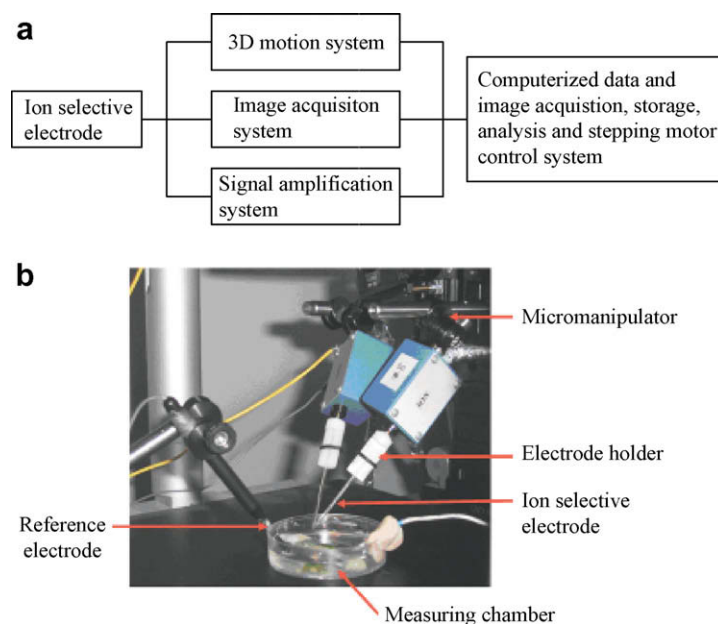 a
3D motion system
Ion selective
electrode
Image acquisiton
system
Signal amplification
system
Computerized data and
image acquistion, storage,
analysis and stepping motor
control system
b
Micromanipulator
Electrode holder
Ion selective
electrode
Reference
electrode
Measuring chamber